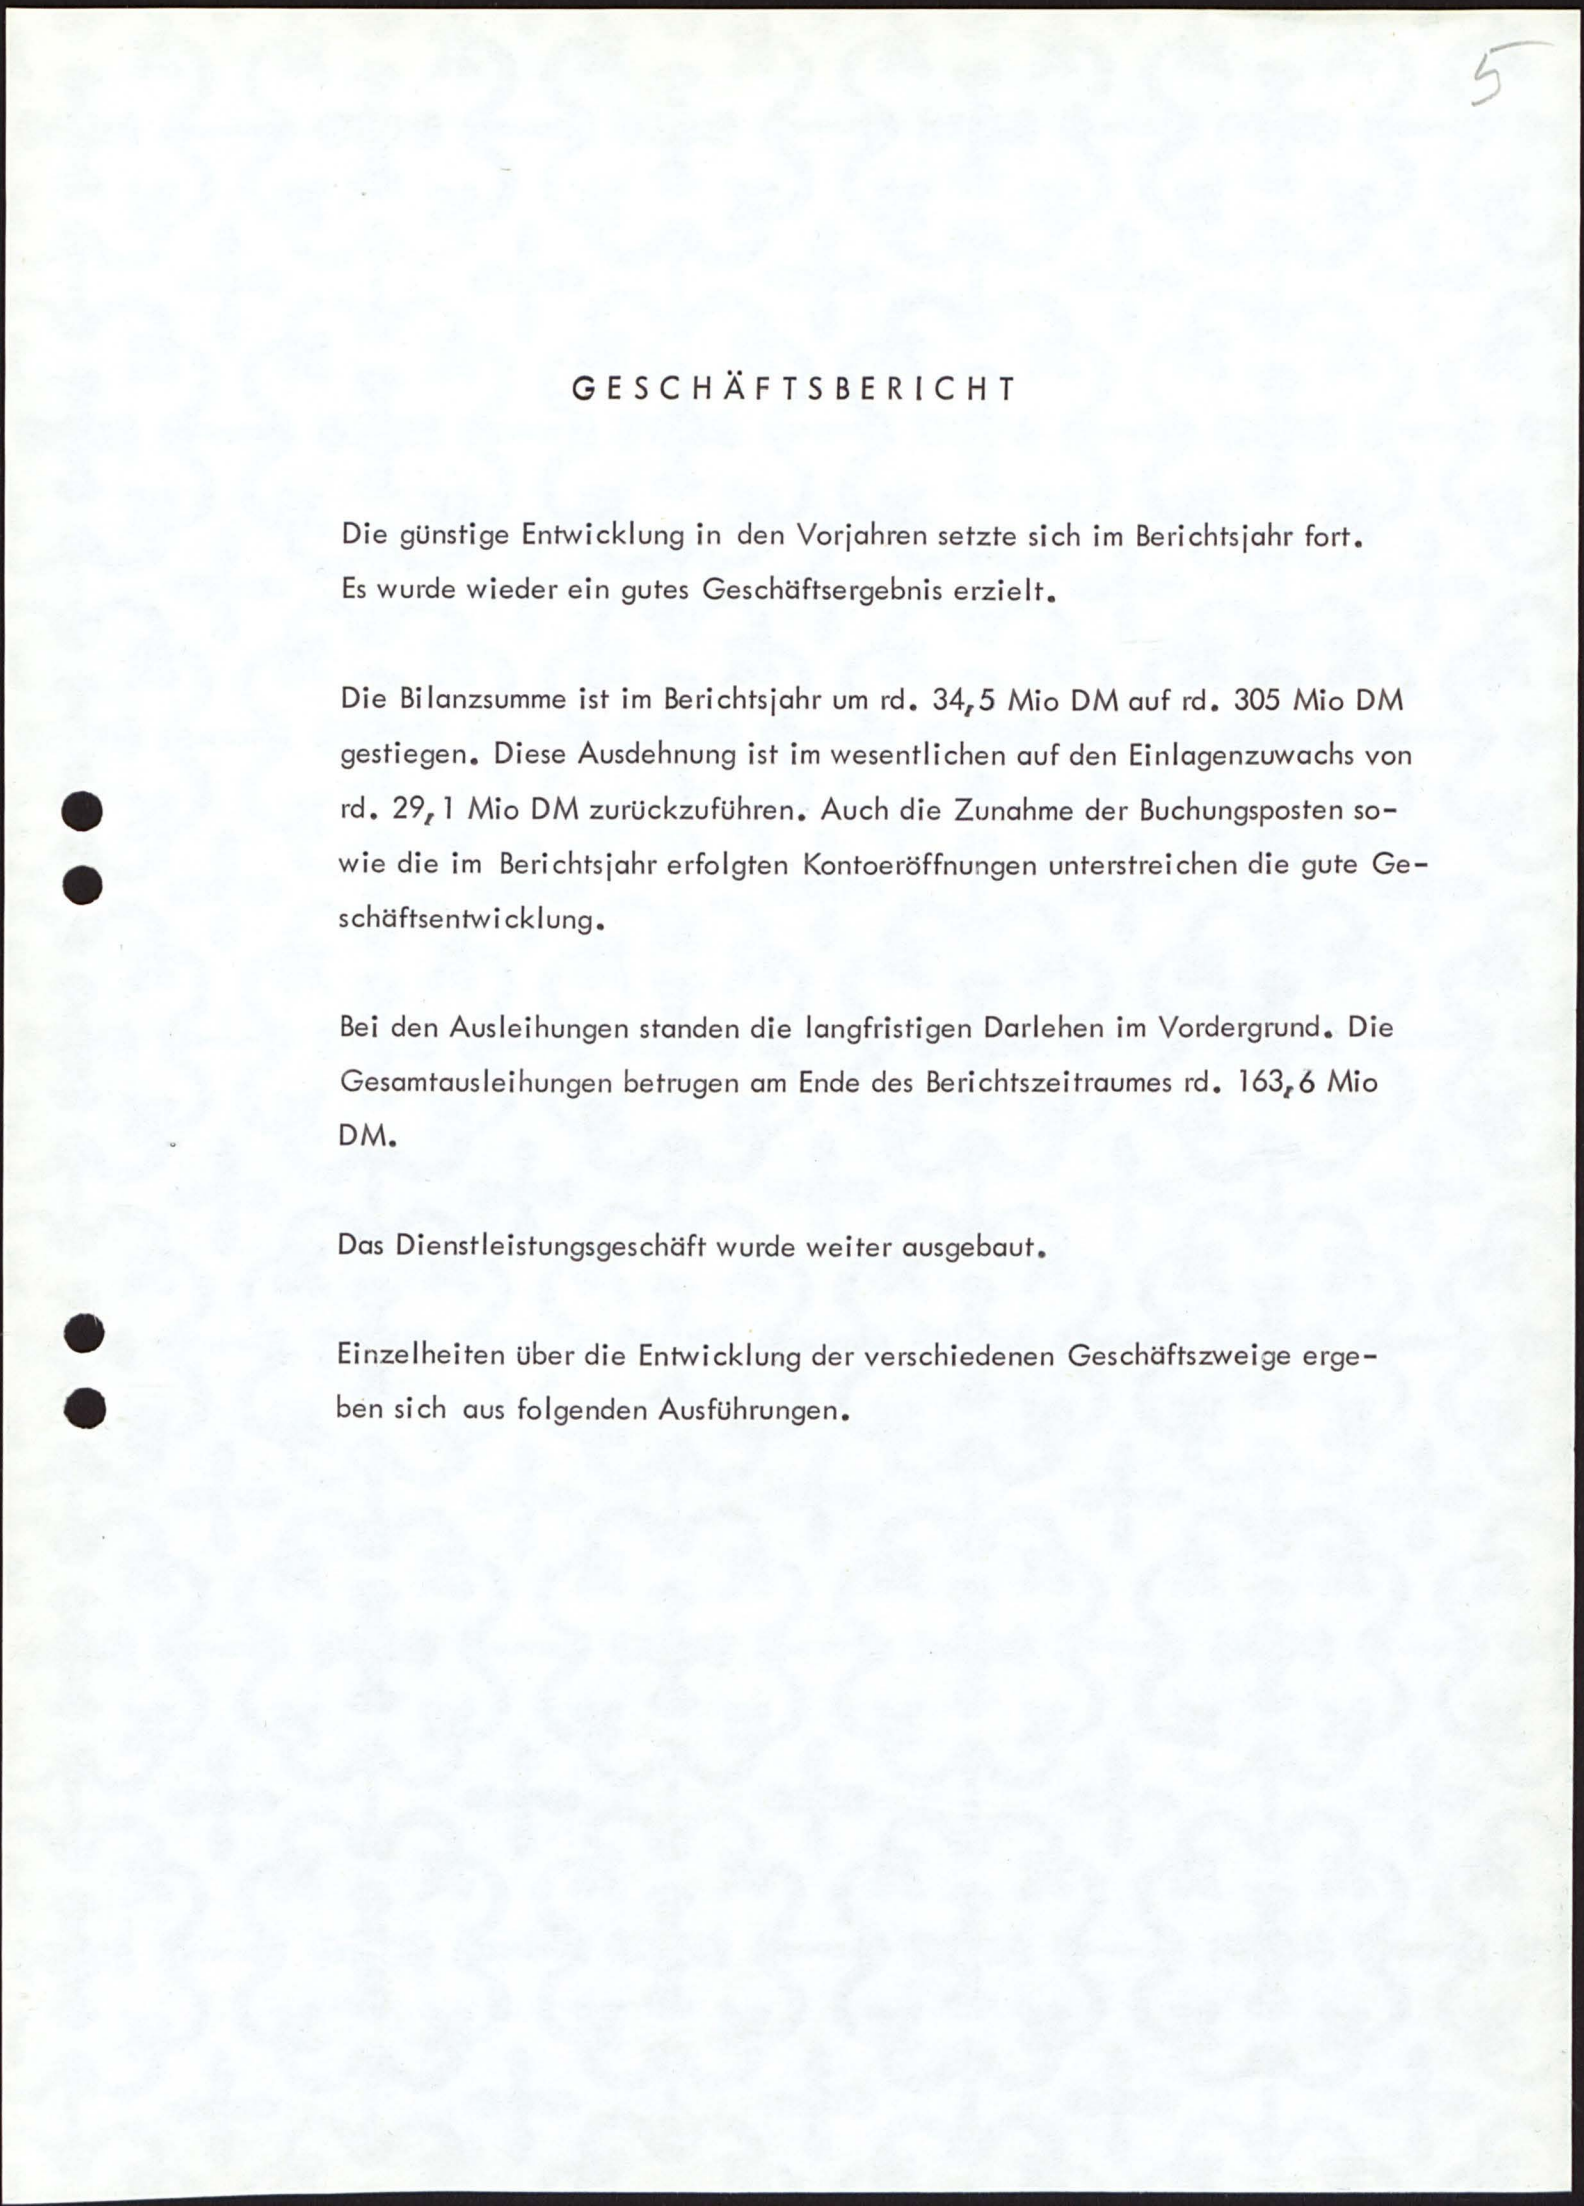 5
GESCHÄFTSBERICHT
Die günstige Entwicklung in den Vorjahren setzte sich im Berichtsjahr fort.
Es wurde wieder ein gutes Geschäftsergebnis erzielt.
Die Bilanzsumme ist im Berichtsjahr um rd. 34,5 Mio DM auf rd. 305 Mio DM
gestiegen. Diese Ausdehnung ist im wesentlichen auf den Einlagenzuwachs von
rd. 29,1 Mio DM zurückzuführen. Auch die Zunahme der Buchungsposten so-
wie die im Berichtsjahr erfolgten Kontoeröffnungen unterstreichen die gute Ge-
schäftsentwicklung.
Bei den Ausleihungen standen die langfristigen Darlehen im Vordergrund. Die
Gesamtausleihungen betrugen am Ende des Berichtszeitraumes rd. 163,6 Mio
DM.
Das Dienstleistungsgeschäft wurde weiter ausgebaut.
Einzelheiten über die Entwicklung der verschiedenen Geschäftszweige erge-
ben sich aus folgenden Ausführungen.